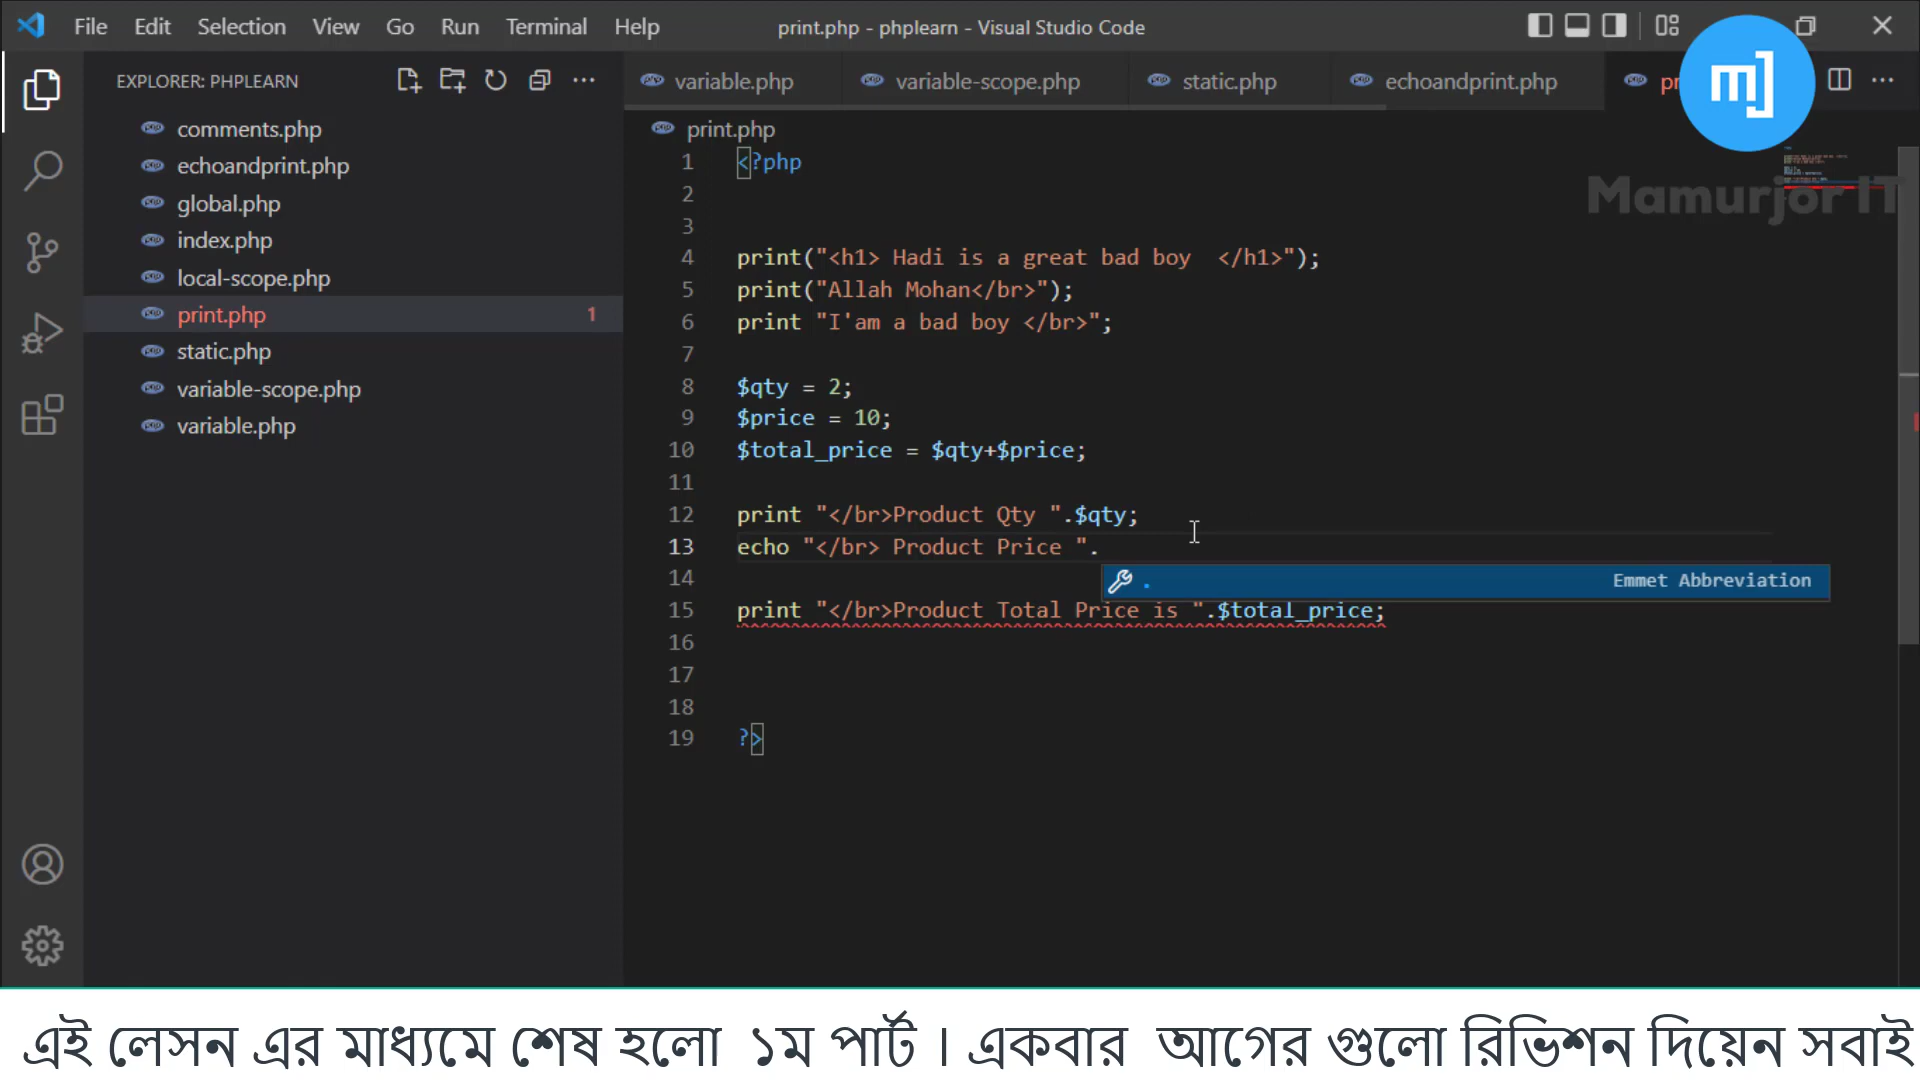 File Edit Selection View Go Run Terminal Help print.php - phplearn - Visual Studio Code
EXPLORER: PHPLEARN
comments.php
echoandprint.php
global.php
index.php
local-scope.php
print.php 1
static.php
variable-scope.php
variable.php
variable.php variable-scope.php static.php echoandprint.php
print.php
1 <?php
2
3
4 print("<h1> Hadi is a great bad boy  </h1>");
5 print("Allah Mohan</br>");
6 print "I'am a bad boy </br>";
7
8 $qty = 2;
9 $price = 10;
10 $total_price = $qty+$price;
11
12 print "</br>Product Qty ".$qty;
13 echo "</br> Product Price ".
. Emmet Abbreviation
14
15 print "</br>Product Total Price is ".$total_price;
16
17
18
19 ?>
Mamurjor IT
এই লেসন এর মাধ্যমে শেষ হলো ১ম পার্ট । একবার আগের গুলো রিভিশন দিয়েন সবাই